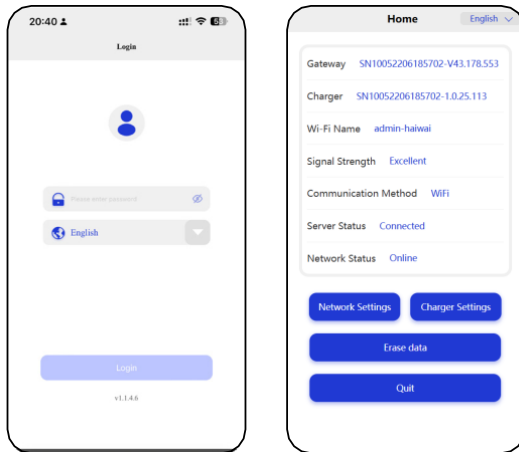 20:40
Login
Please enter password
English
Login
v1.1.4.6
Home
English
Gateway SN10052206185702-V43.178.553
Charger SN10052206185702-1.0.25.113
Wi-Fi Name admin-haiwai
Signal Strength Excellent
Communication Method WiFi
Server Status Connected
Network Status Online
Network Settings Charger Settings
Erase data
Quit